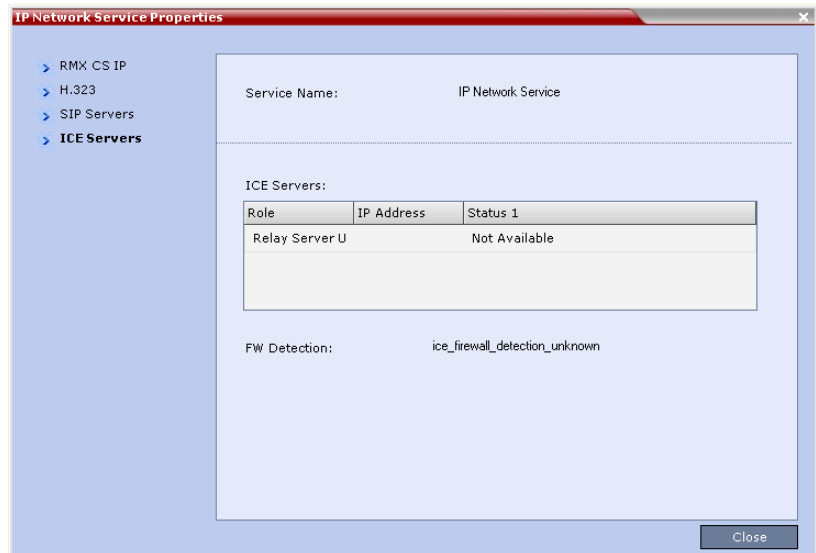 IP Network Service Properties
RMX CS IP
H.323
SIP Servers
ICE Servers
Service Name: IP Network Service
ICE Servers:
Role IP Address Status 1
Relay Server U Not Available
FW Detection: ice_firewall_detection_unknown
Close